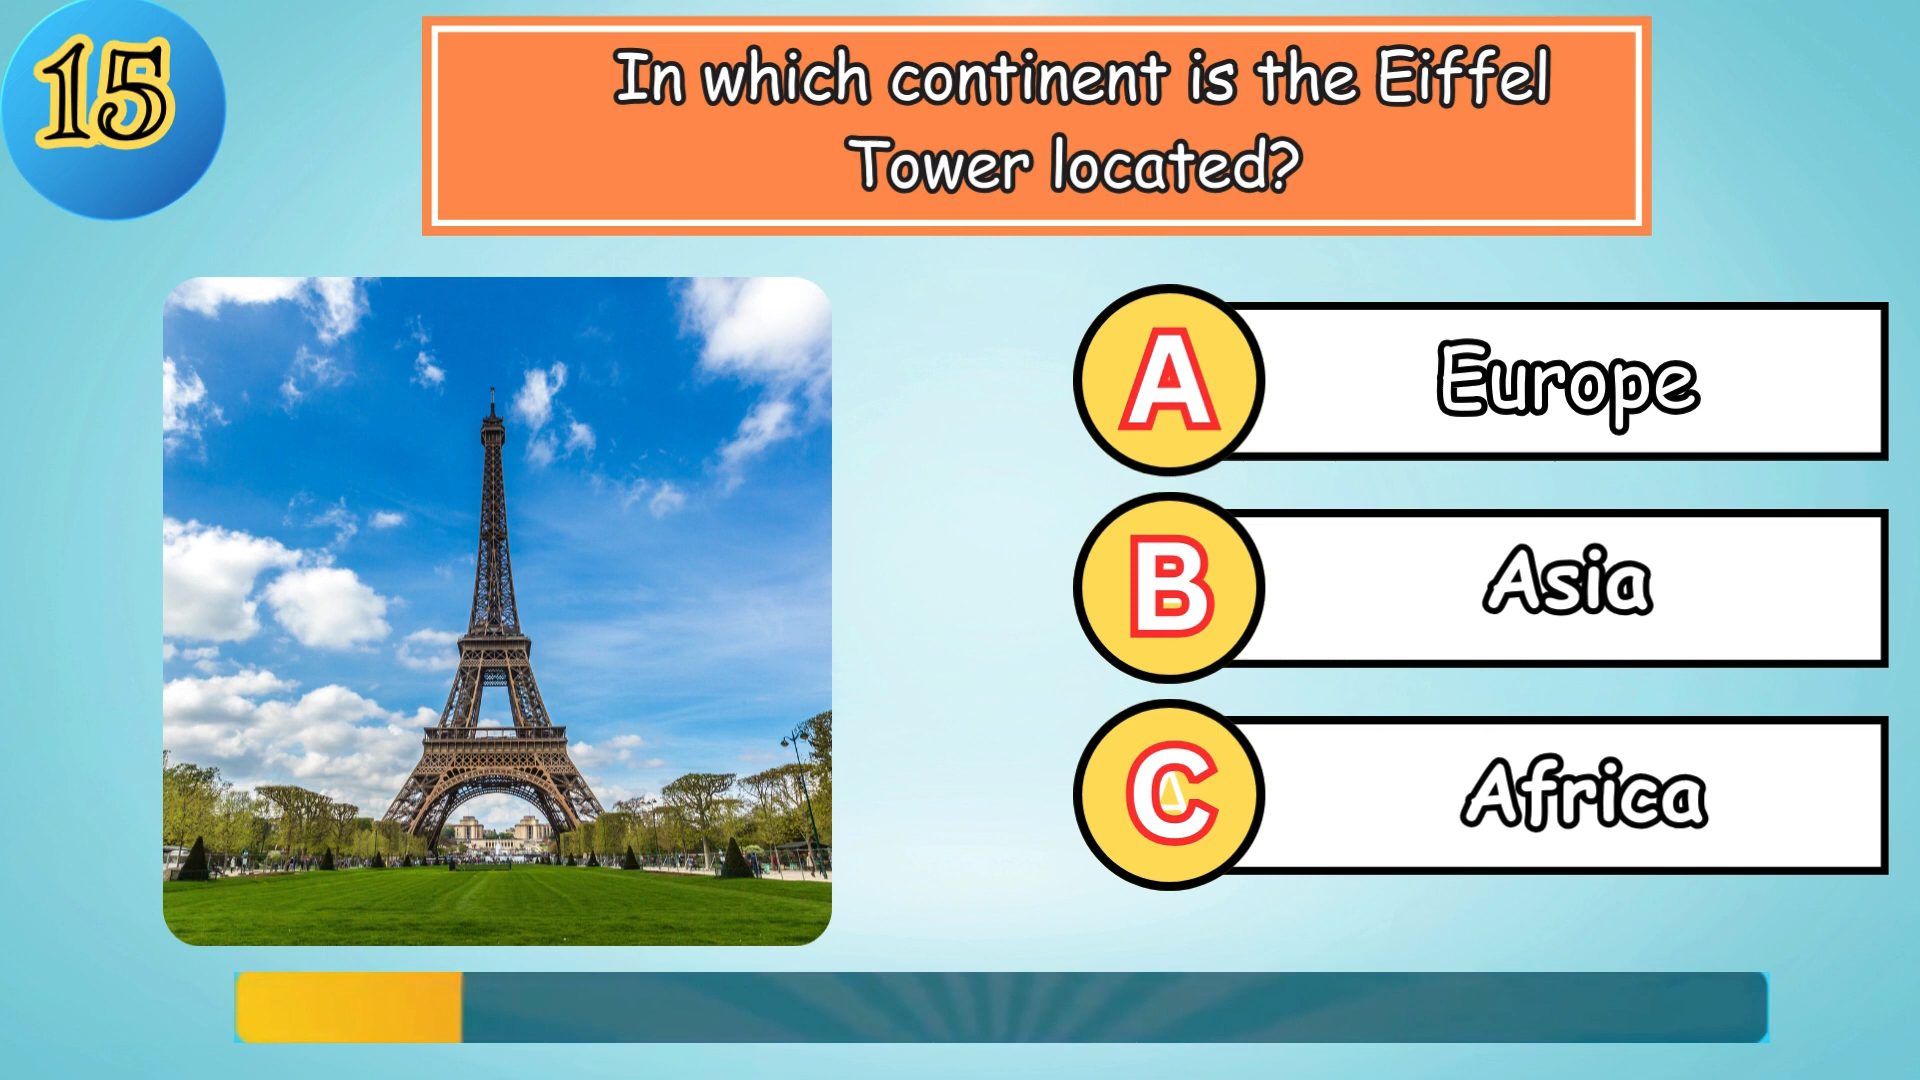 15
In which continent is the Eiffel
Tower located?
A
Europe
B
Asia
C
Africa